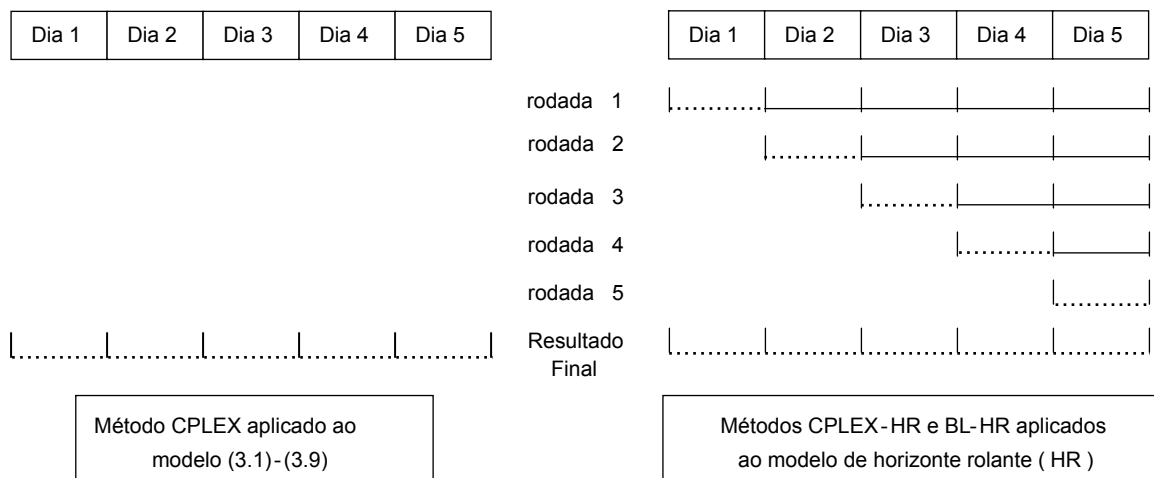 Dia 1 Dia 2 Dia 3 Dia 4 Dia 5
Dia 1 Dia 2 Dia 3 Dia 4 Dia 5
rodada 1
rodada 2
rodada 3
rodada 4
rodada 5
Resultado
Final
Método CPLEX aplicado ao
modelo (3.1)-(3.9)
Métodos CPLEX-HR e BL-HR aplicados
ao modelo de horizonte rolante ( HR )